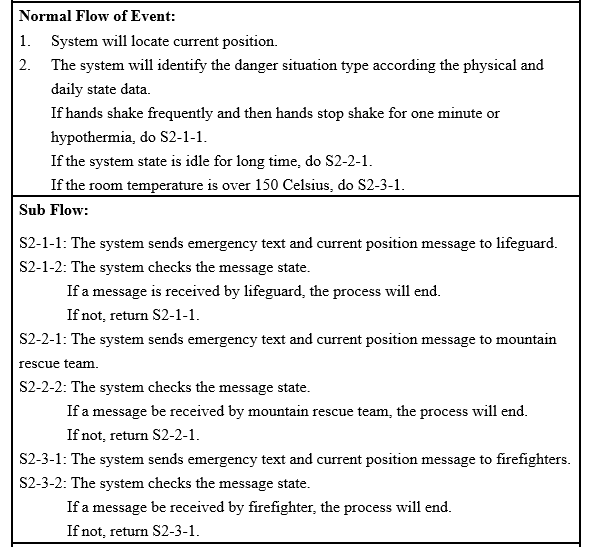 Normal Flow of Event:
1. System will locate current position.
2. The system will identify the danger situation type according the physical and
daily state data.
If hands shake frequently and then hands stop shake for one minute or
hypothermia, do S2-1-1.
If the system state is idle for long time, do S2-2-1.
If the room temperature is over 150 Celsius, do S2-3-1.
Sub Flow:
S2-1-1: The system sends emergency text and current position message to lifeguard.
S2-1-2: The system checks the message state.
If a message is received by lifeguard, the process will end.
If not, return S2-1-1.
S2-2-1: The system sends emergency text and current position message to mountain
rescue team.
S2-2-2: The system checks the message state.
If a message be received by mountain rescue team, the process will end.
If not, return S2-2-1.
S2-3-1: The system sends emergency text and current position message to firefighters.
S2-3-2: The system checks the message state.
If a message be received by firefighter, the process will end.
If not, return S2-3-1.